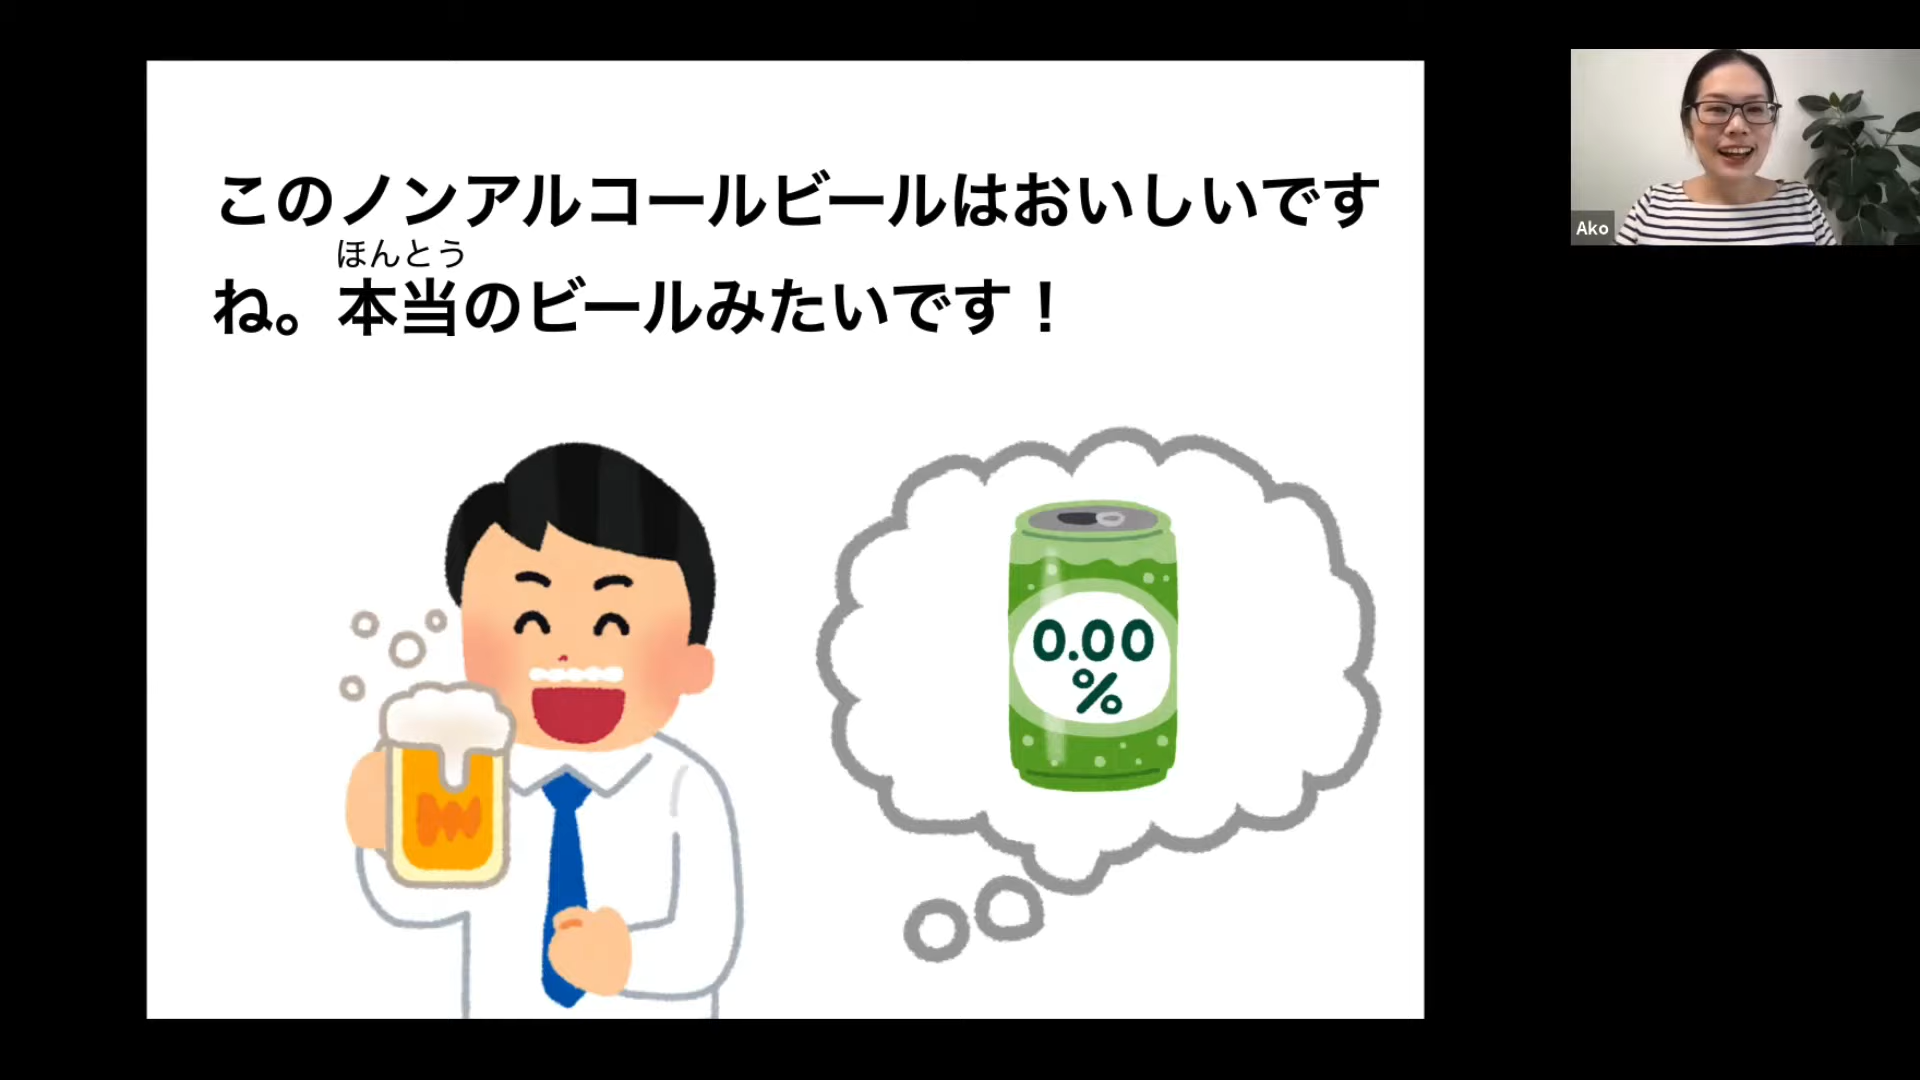 このノンアルコールビールはおいしいです
ほんとう
ね。本当のビールみたいです！
0.00
%
Ako